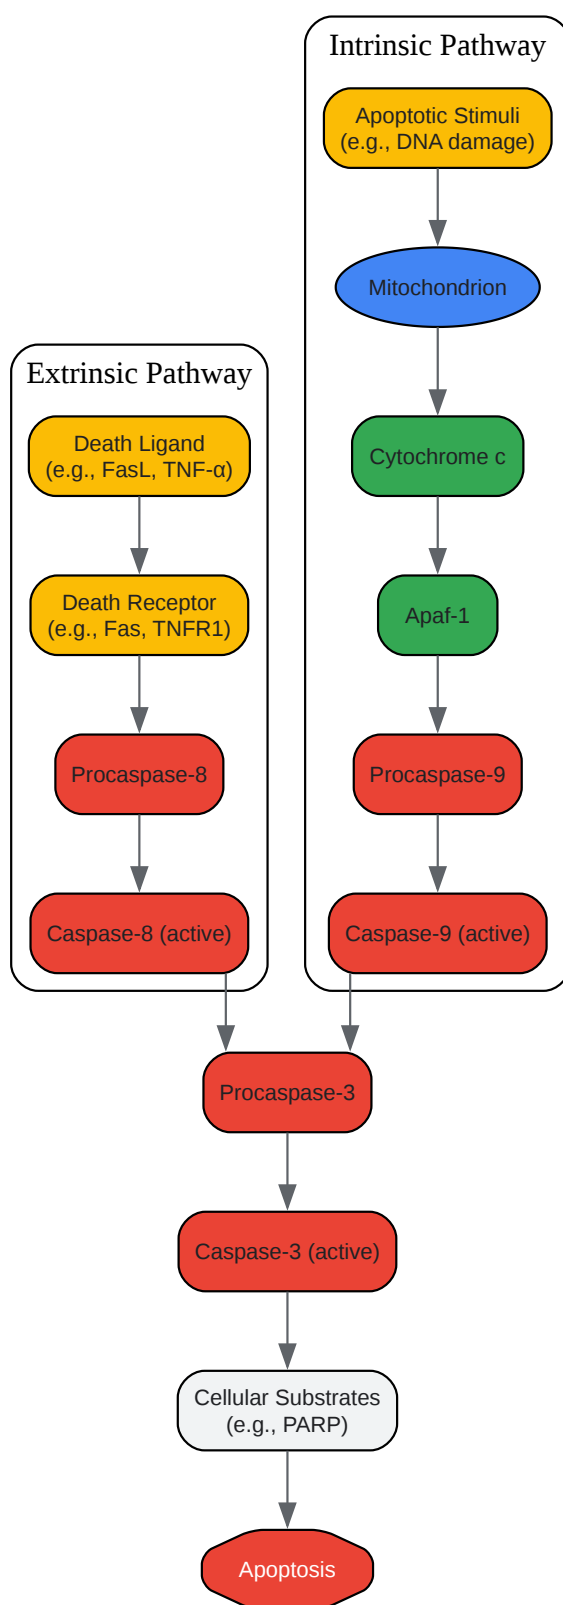 Intrinsic Pathway
Apoptotic Stimuli
(e.g., DNA damage)
Mitochondrion
Extrinsic Pathway
Death Ligand
(e.g., FasL, TNF-α)
Cytochrome c
Death Receptor
(e.g., Fas, TNFR1)
Apaf-1
Procaspase-8
Procaspase-9
Caspase-8 (active)
Caspase-9 (active)
Procaspase-3
Caspase-3 (active)
Cellular Substrates
(e.g., PARP)
Apoptosis